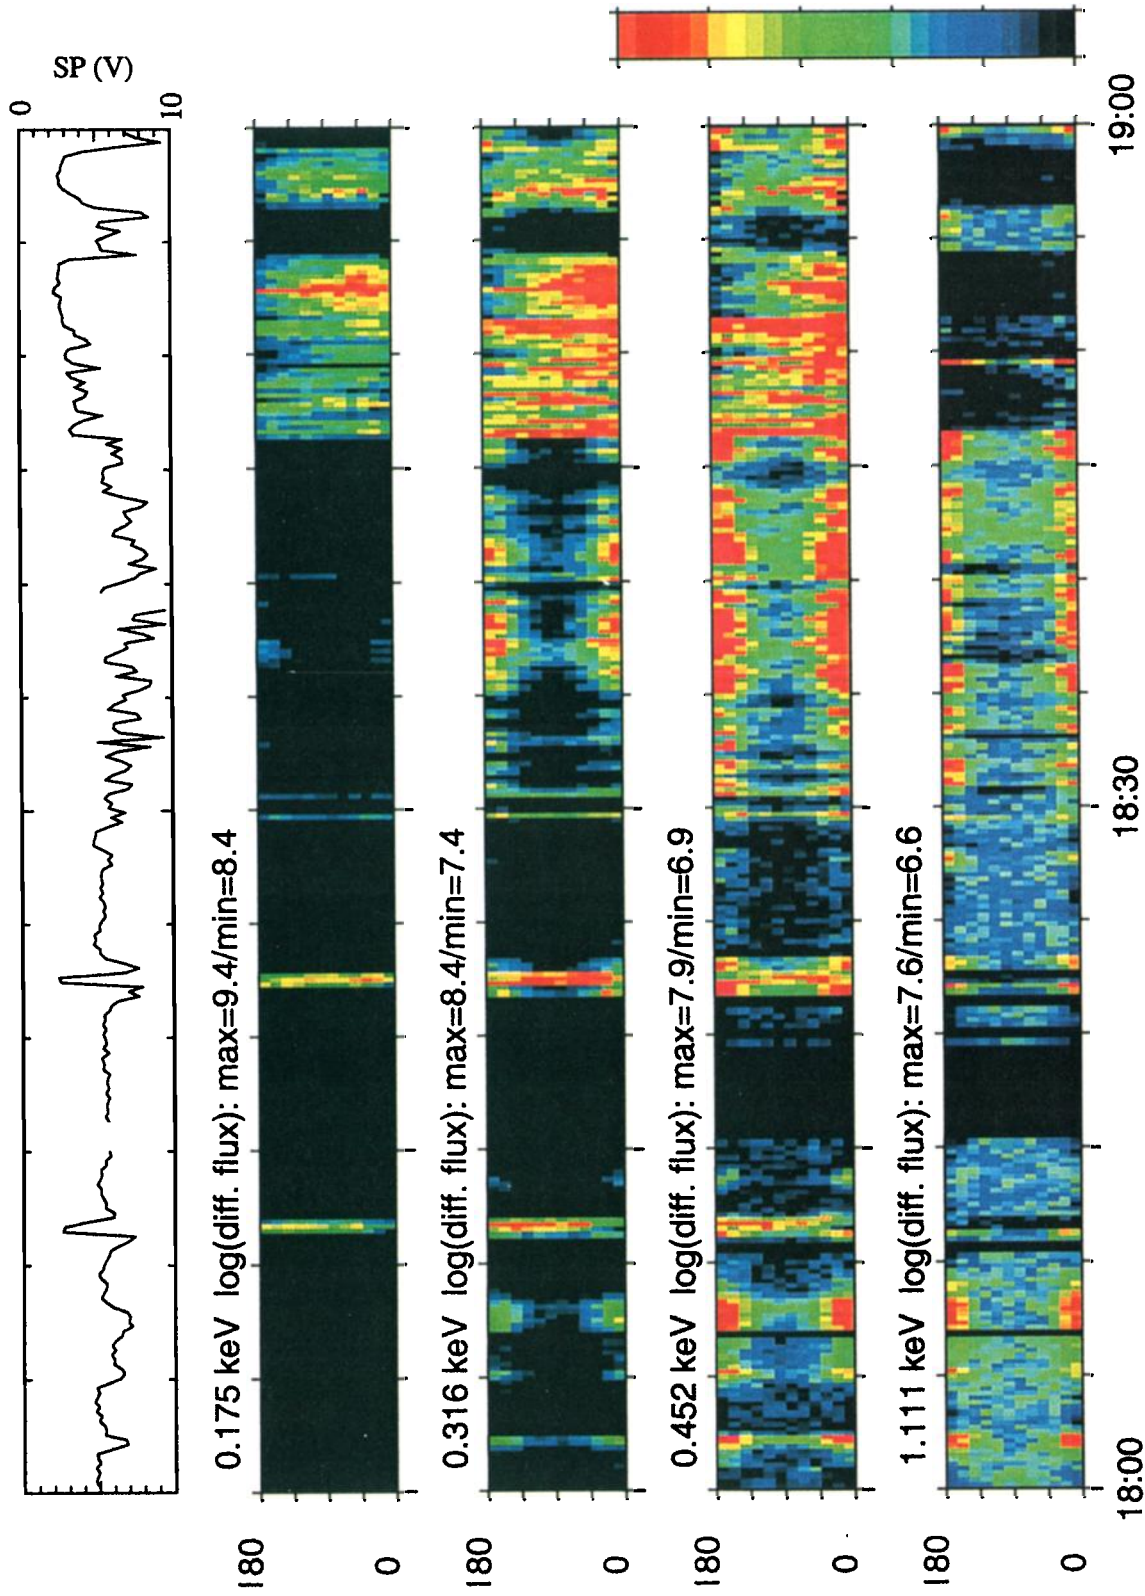 SP (V)
0
10
0.175 keV log(diff. flux): max=9.4/min=8.4
180
0
0.316 keV log(diff. flux): max=8.4/min=7.4
180
0
0.452 keV log(diff. flux): max=7.9/min=6.9
180
0
1.111 keV log(diff. flux): max=7.6/min=6.6
180
0
18:00
18:30
19:00